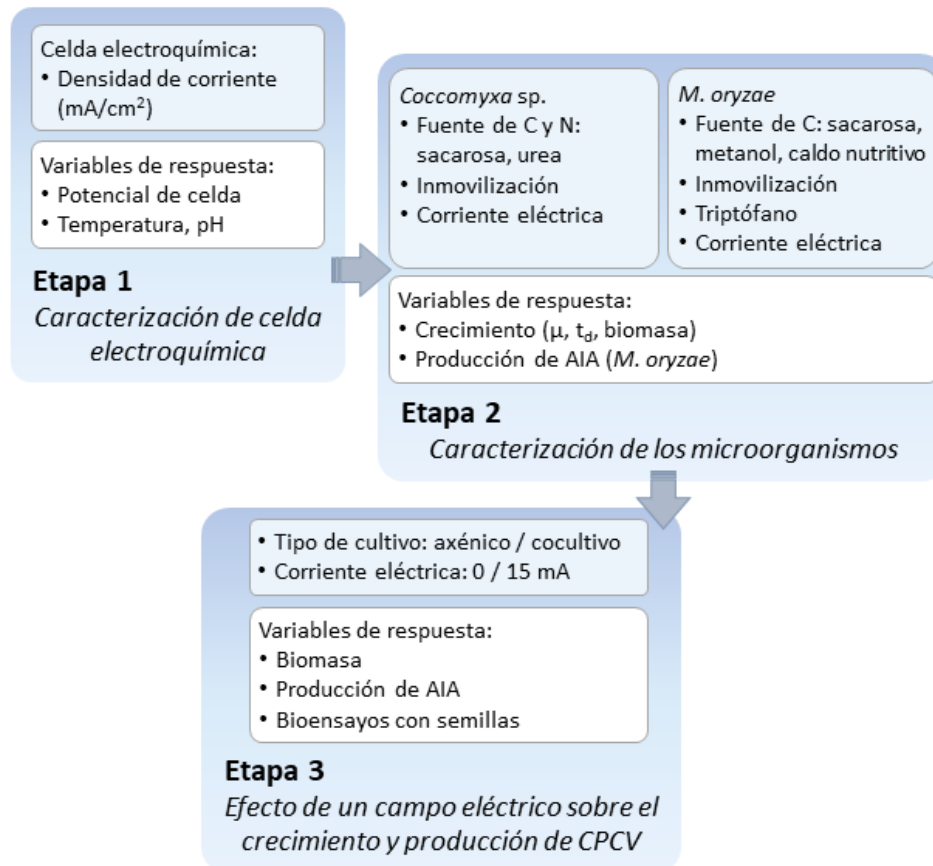 Celda electroquímica:
• Densidad de corriente
(mA/cm²)
Variables de respuesta:
• Potencial de celda
• Temperatura, pH
Etapa 1
Caracterización de celda
electroquímica
Coccomyxa sp.
• Fuente de C y N:
sacarosa, urea
• Inmovilización
• Corriente eléctrica
M. oryzae
• Fuente de C: sacarosa,
metanol, caldo nutritivo
• Inmovilización
• Triptófano
• Corriente eléctrica
Variables de respuesta:
• Crecimiento (μ, td, biomasa)
• Producción de AIA (M. oryzae)
Etapa 2
Caracterización de los microorganismos
• Tipo de cultivo: axénico / cocultivo
• Corriente eléctrica: 0 / 15 mA
Variables de respuesta:
• Biomasa
• Producción de AIA
• Bioensayos con semillas
Etapa 3
Efecto de un campo eléctrico sobre el
crecimiento y producción de CPCV